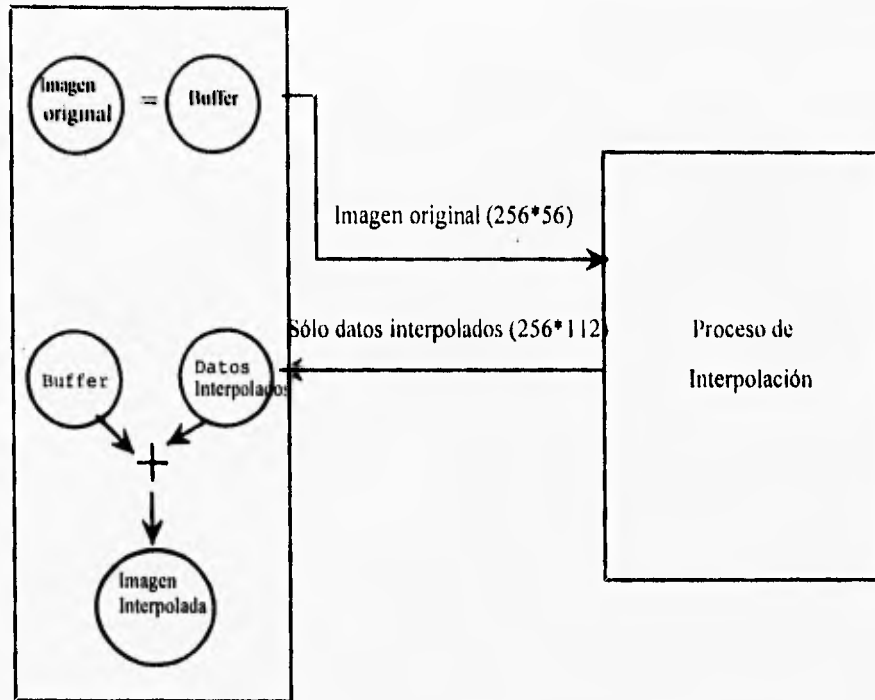 Imagen
original
=
Buffer
Imagen original (256*56)
Sólo datos interpolados (256*112)
Proceso de
Interpolación
Buffer
Datos
Interpolados
+
Imagen
Interpolada